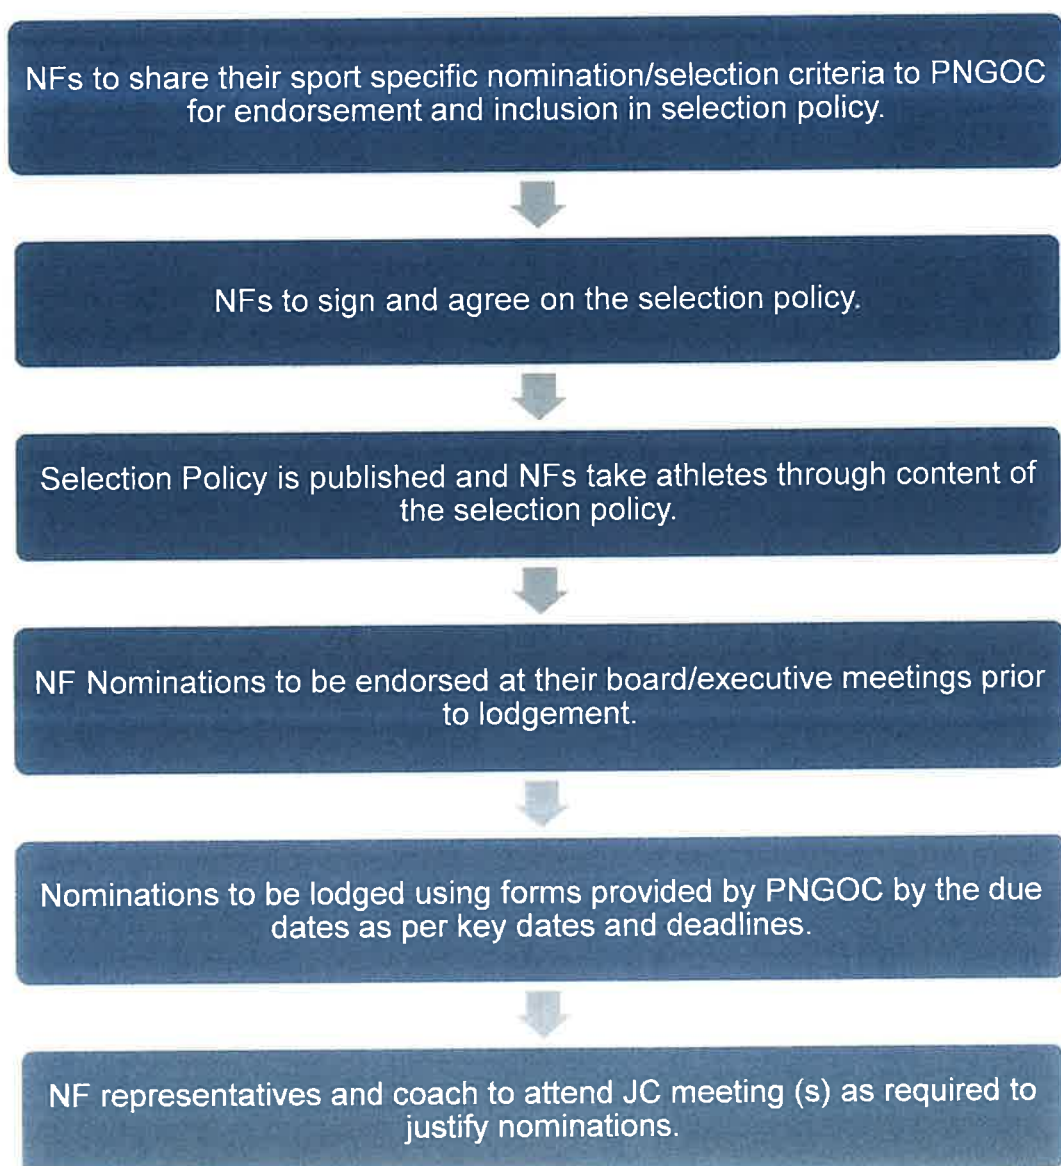 NFs to share their sport specific nomination/selection criteria to PNGOC
for endorsement and inclusion in selection policy.
NFs to sign and agree on the selection policy.
Selection Policy is published and NFs take athletes through content of
the selection policy.
NF Nominations to be endorsed at their board/executive meetings prior
to lodgement.
Nominations to be lodged using forms provided by PNGOC by the due
dates as per key dates and deadlines.
NF representatives and coach to attend JC meeting (s) as required to
justify nominations.